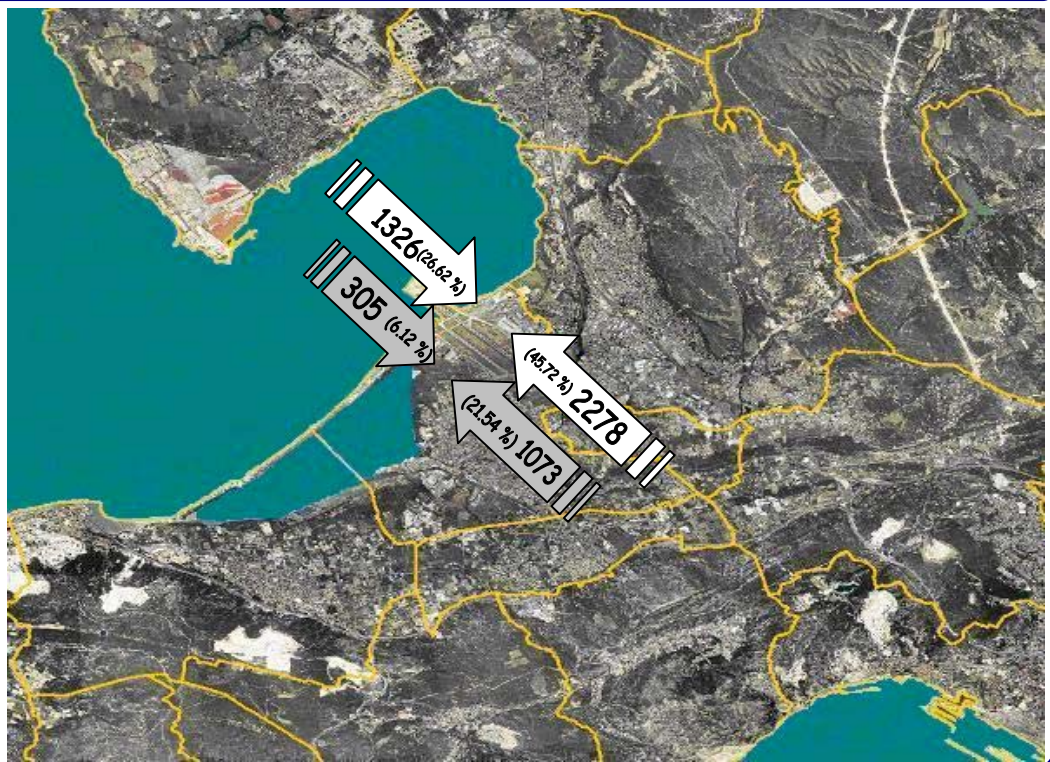 1326 (26.62 %)
305 (6.12 %)
(45.72 %) 2278
(21.54 %) 1073